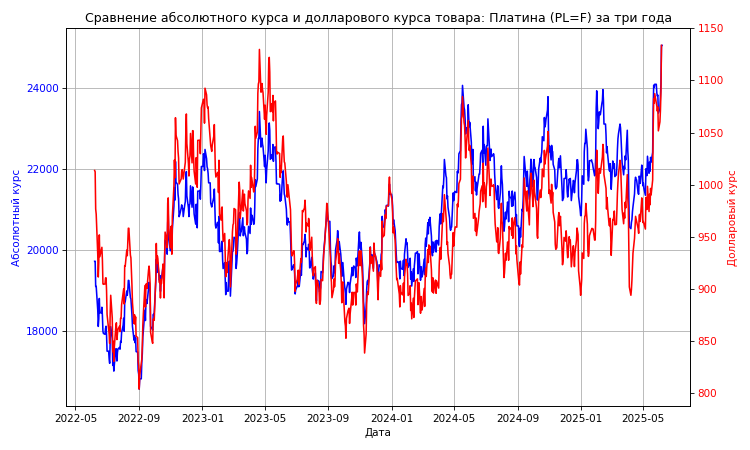 Сравнение абсолютного курса и долларового курса товара: Платина (PL=F) за три года
1150
24000
1100
1050
22000
1000
Абсолютный курс
Долларовый курс
950
20000
900
18000
850
800
2022-05 2022-09 2023-01 2023-05 2023-09 2024-01 2024-05 2024-09 2025-01 2025-05
Дата